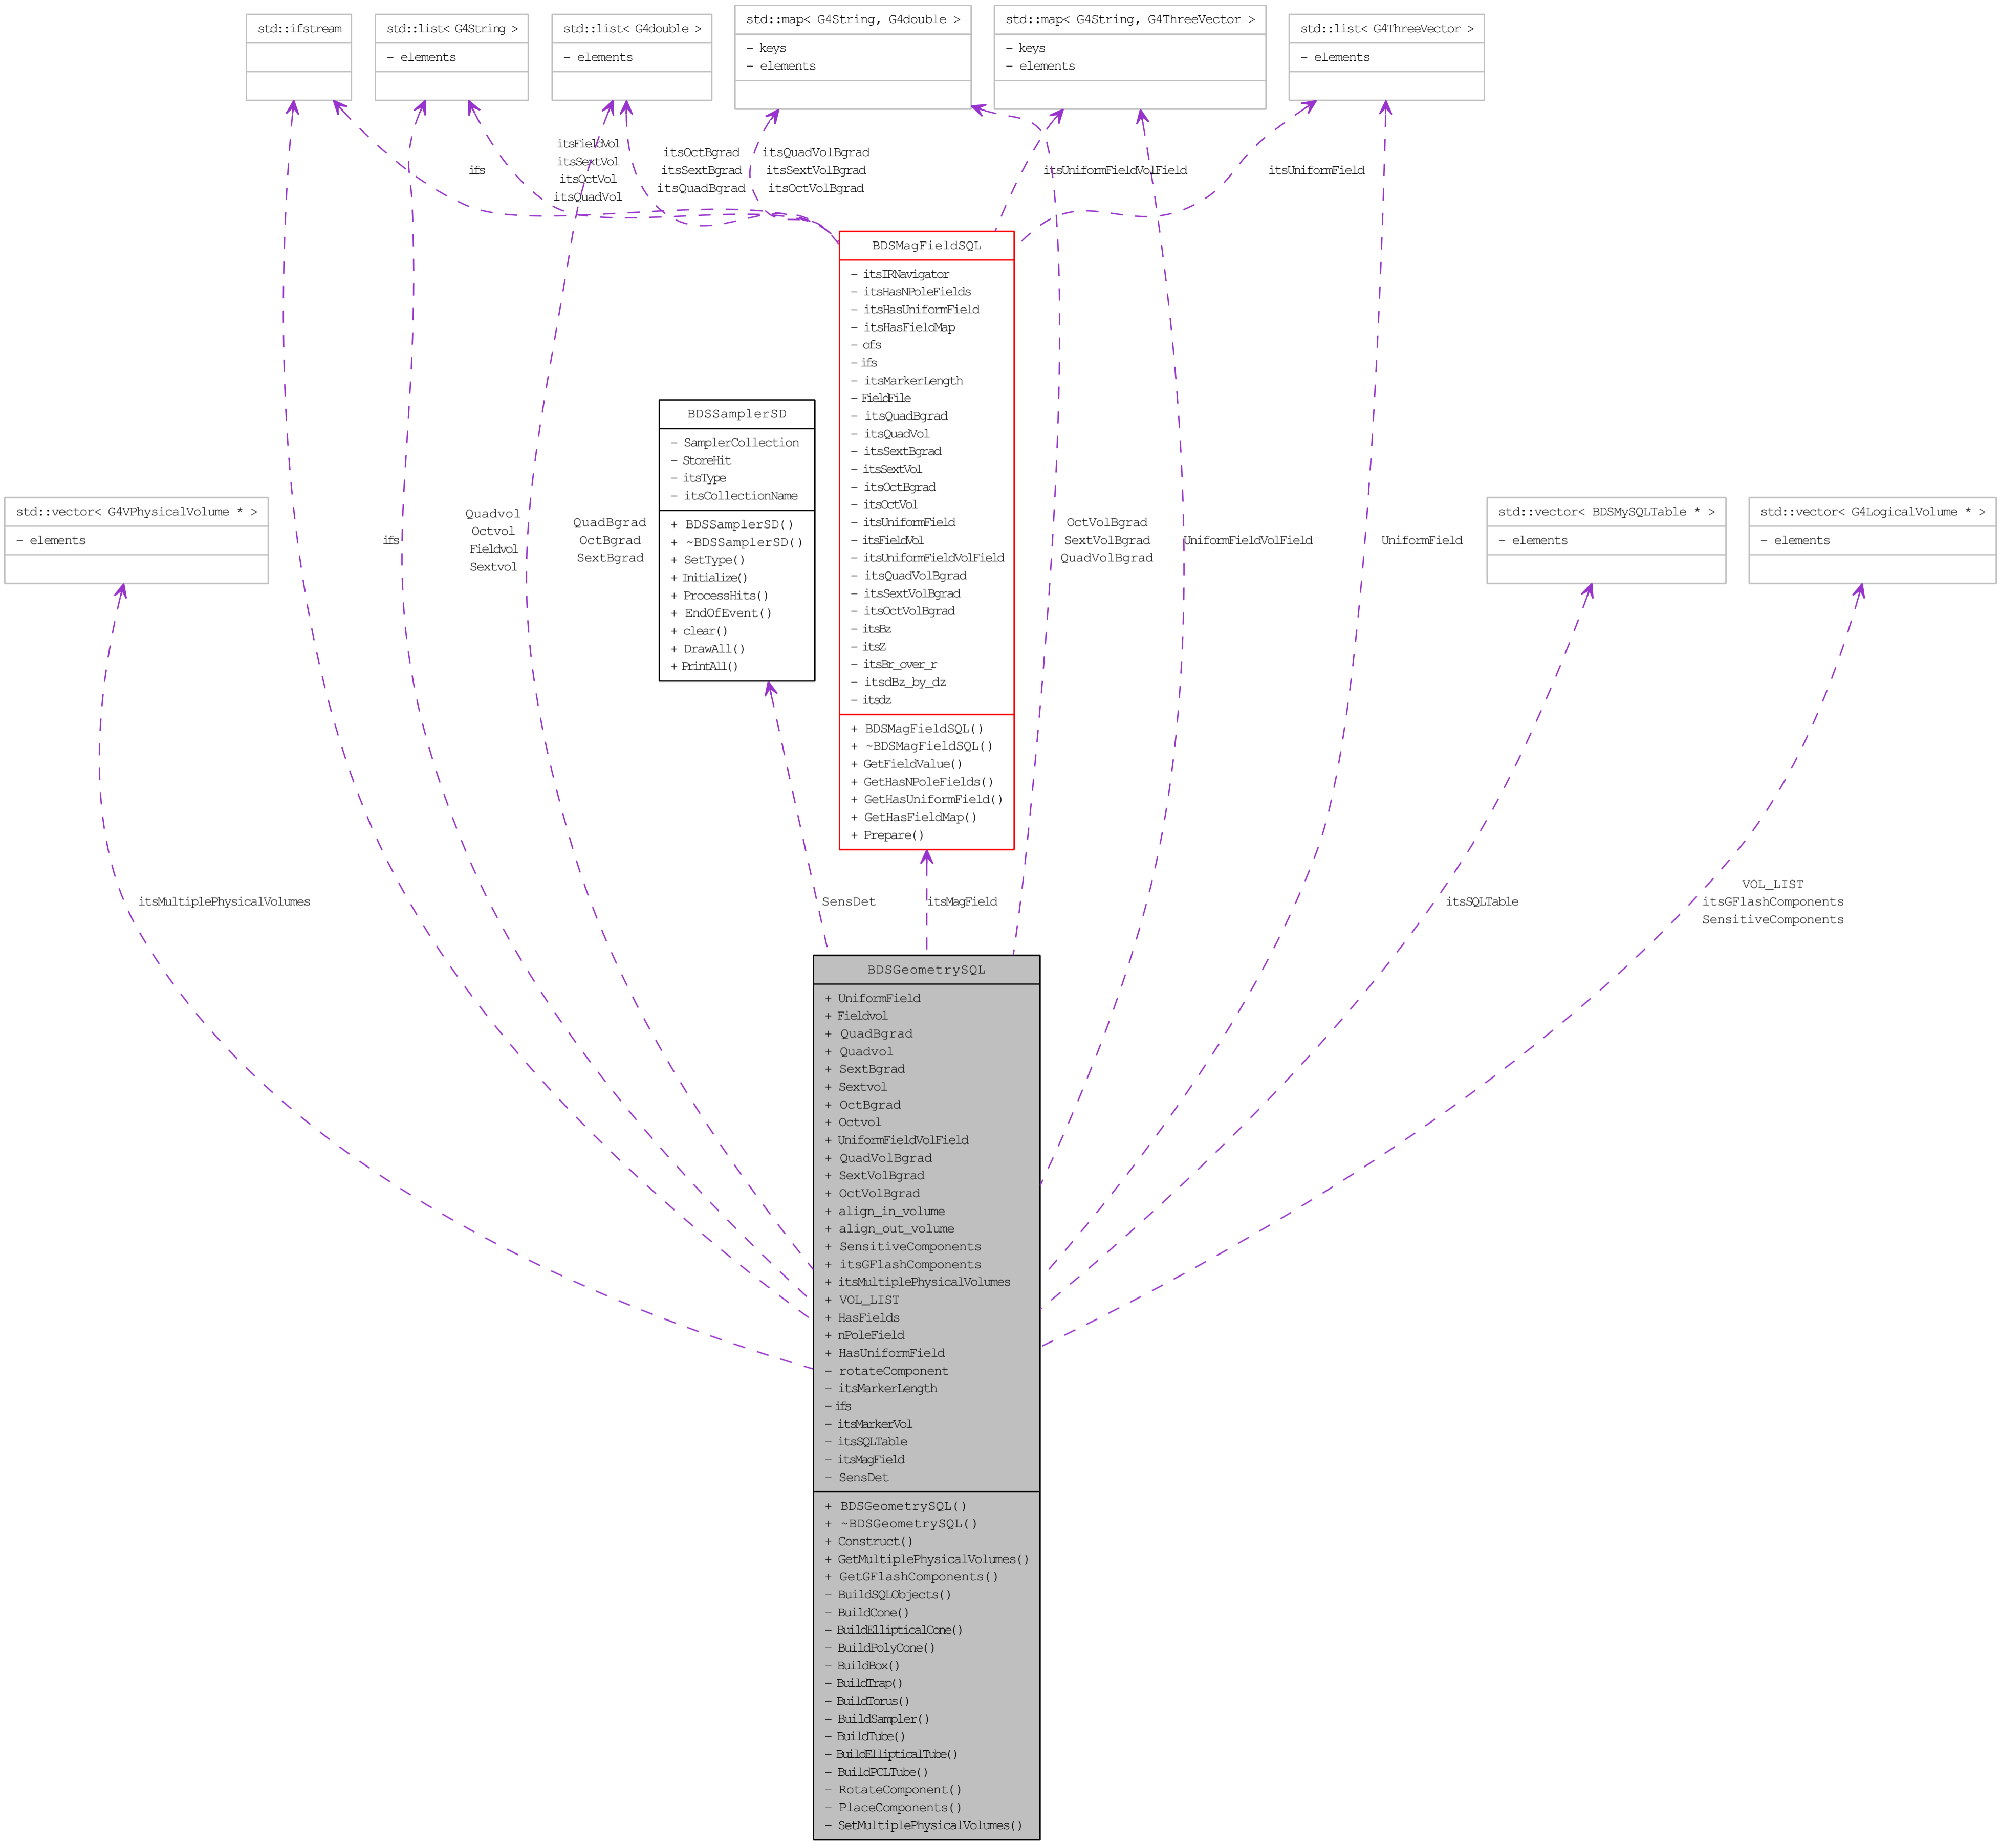 std::ifstream
std::list< G4String >
- elements
std::list< G4double >
- elements
std::map< G4String, G4double >
- keys
- elements
std::map< G4String, G4ThreeVector >
- keys
- elements
std::list< G4ThreeVector >
- elements
ifs
itsFieldVol
itsSextVol
itsOctVol
itsQuadVol
itsOctBgrad
itsSextBgrad
itsQuadBgrad
itsQuadVolBgrad
itsSextVolBgrad
itsOctVolBgrad
itsUniformFieldVolField
itsUniformField
BDSMagFieldSQL
- itsIRNavigator
- itsHasNPoleFields
- itsHasUniformField
- itsHasFieldMap
- ofs
- ifs
- itsMarkerLength
- FieldFile
- itsQuadBgrad
- itsQuadVol
- itsSextBgrad
- itsSextVol
- itsOctBgrad
- itsOctVol
- itsUniformField
- itsFieldVol
- itsUniformFieldVolField
- itsQuadVolBgrad
- itsSextVolBgrad
- itsOctVolBgrad
- itsBz
- itsZ
- itsBr_over_r
- itsdBz_by_dz
- itsdz
+ BDSMagFieldSQL()
+ ~BDSMagFieldSQL()
+ GetFieldValue()
+ GetHasNPoleFields()
+ GetHasUniformField()
+ GetHasFieldMap()
+ Prepare()
BDSSamplerSD
- SamplerCollection
- StoreHit
- itsType
- itsCollectionName
+ BDSSamplerSD()
+ ~BDSSamplerSD()
+ SetType()
+ Initialize()
+ ProcessHits()
+ EndOfEvent()
+ clear()
+ DrawAll()
+ PrintAll()
std::vector< G4VPhysicalVolume * >
- elements
ifs
Quadvol
Octvol
Fieldvol
Sextvol
QuadBgrad
OctBgrad
SextBgrad
OctVolBgrad
SextVolBgrad
QuadVolBgrad
UniformFieldVolField
UniformField
std::vector< BDSMySQLTable * >
- elements
std::vector< G4LogicalVolume * >
- elements
itsMultiplePhysicalVolumes
SensDet
itsMagField
itsSQLTable
VOL_LIST
itsGFlashComponents
SensitiveComponents
BDSGeometrySQL
+ UniformField
+ Fieldvol
+ QuadBgrad
+ Quadvol
+ SextBgrad
+ Sextvol
+ OctBgrad
+ Octvol
+ UniformFieldVolField
+ QuadVolBgrad
+ SextVolBgrad
+ OctVolBgrad
+ align_in_volume
+ align_out_volume
+ SensitiveComponents
+ itsGFlashComponents
+ itsMultiplePhysicalVolumes
+ VOL_LIST
+ HasFields
+ nPoleField
+ HasUniformField
- rotateComponent
- itsMarkerLength
- ifs
- itsMarkerVol
- itsSQLTable
- itsMagField
- SensDet
+ BDSGeometrySQL()
+ ~BDSGeometrySQL()
+ Construct()
+ GetMultiplePhysicalVolumes()
+ GetGFlashComponents()
- BuildSQLObjects()
- BuildCone()
- BuildEllipticalCone()
- BuildPolyCone()
- BuildBox()
- BuildTrap()
- BuildTorus()
- BuildSampler()
- BuildTube()
- BuildEllipticalTube()
- BuildPCLTube()
- RotateComponent()
- PlaceComponents()
- SetMultiplePhysicalVolumes()